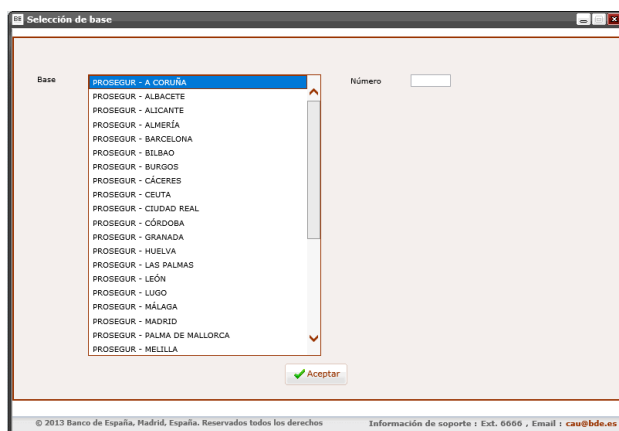 BE Selección de base
Base
Número
PROSEGUR - A CORUÑA
PROSEGUR - ALBACETE
PROSEGUR - ALICANTE
PROSEGUR - ALMERÍA
PROSEGUR - BARCELONA
PROSEGUR - BILBAO
PROSEGUR - BURGOS
PROSEGUR - CÁCERES
PROSEGUR - CEUTA
PROSEGUR - CIUDAD REAL
PROSEGUR - CÓRDOBA
PROSEGUR - GRANADA
PROSEGUR - HUELVA
PROSEGUR - LAS PALMAS
PROSEGUR - LEÓN
PROSEGUR - LUGO
PROSEGUR - MÁLAGA
PROSEGUR - MADRID
PROSEGUR - PALMA DE MALLORCA
PROSEGUR - MELILLA
Aceptar
© 2013 Banco de España, Madrid, España. Reservados todos los derechos
Información de soporte : Ext. 6666 , Email : cau@bde.es